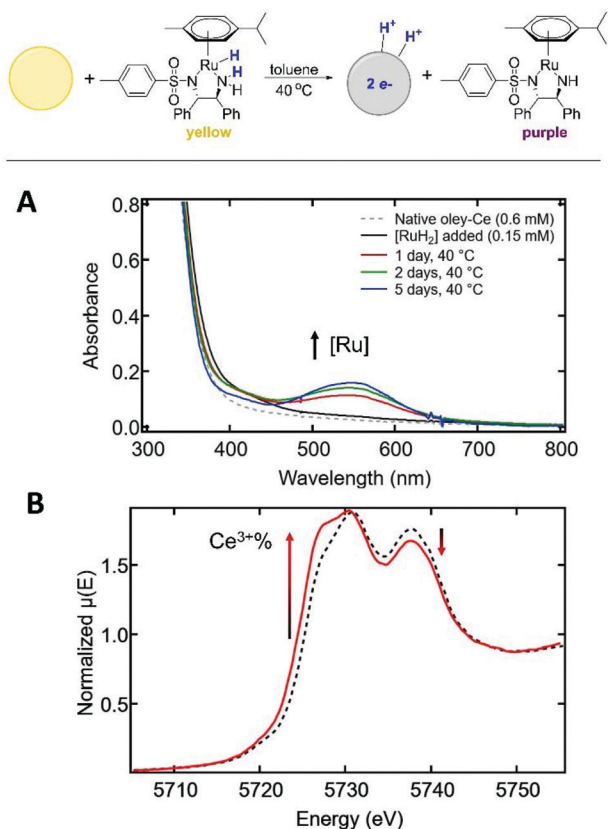 H⁺
H⁺
Ru
H
H
N
H
O
S
O
N
Ph
Ph
+
toluene
40 °C
2 e-
+
O
S
O
N
Ru
NH
Ph
Ph
yellow
purple
A
0.8
0.6
0.4
0.2
0.0
Absorbance
Native oley-Ce (0.6 mM)
[RuH₂] added (0.15 mM)
1 day, 40 °C
2 days, 40 °C
5 days, 40 °C
[Ru]
300 400 500 600 700 800
Wavelength (nm)
B
Ce³⁺%
1.5
1.0
0.5
Normalized μ(E)
5710 5720 5730 5740 5750
Energy (eV)